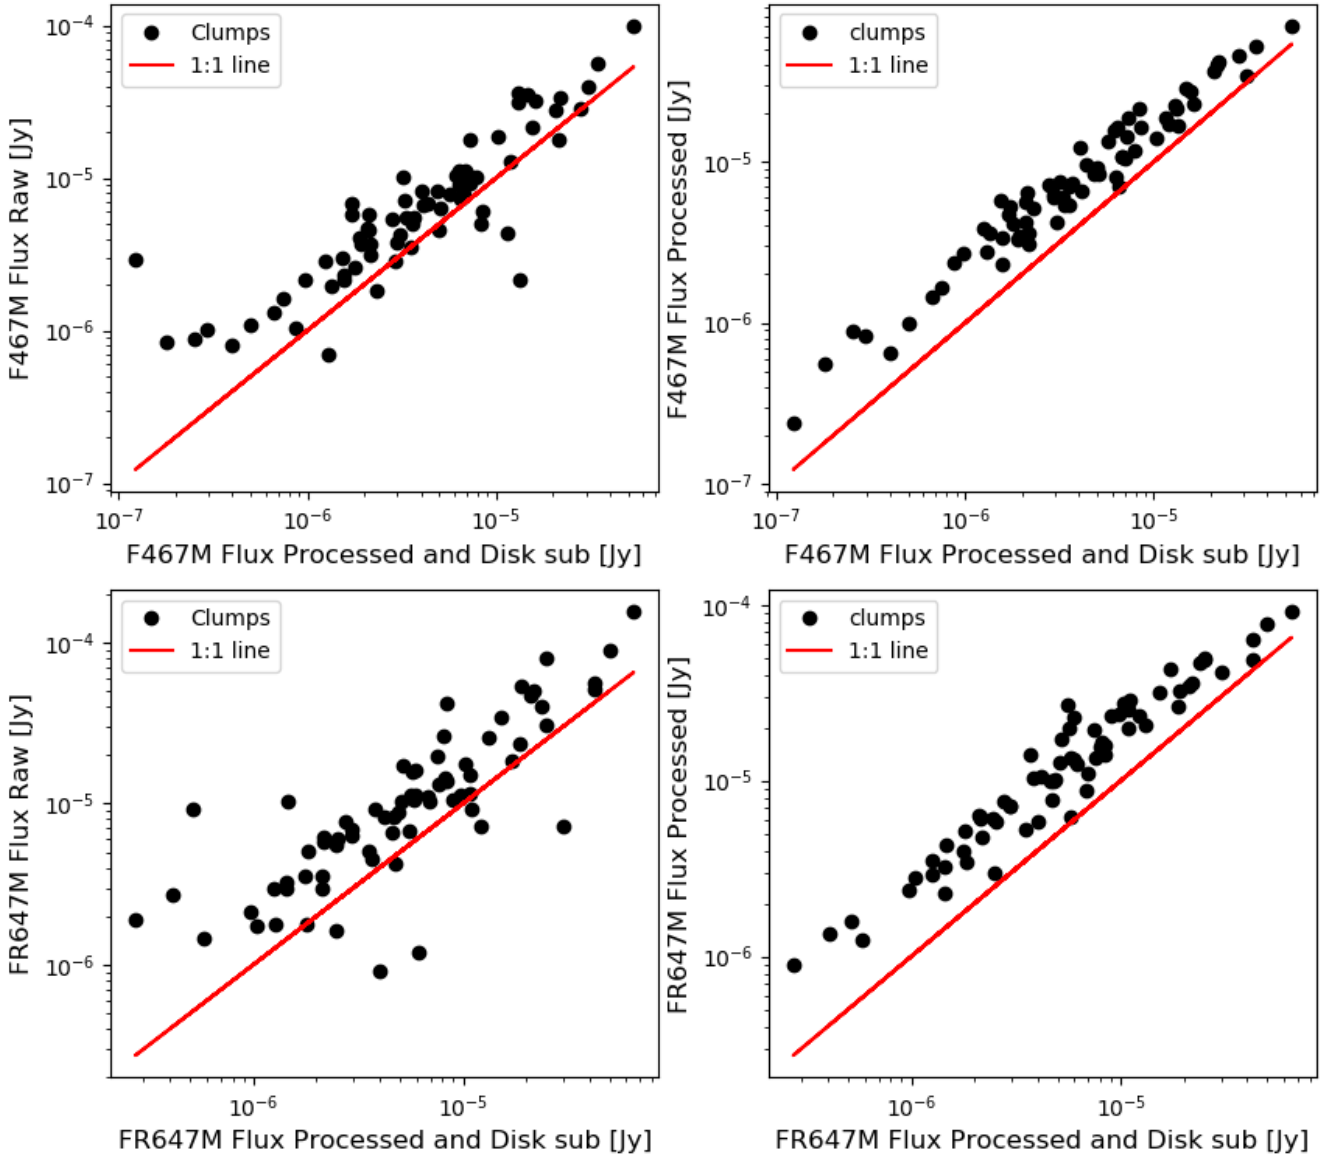 Clumps
1:1 line
10⁻⁴
10⁻⁵
10⁻⁶
10⁻⁷
F467M Flux Raw [Jy]
10⁻⁷ 10⁻⁶ 10⁻⁵
F467M Flux Processed and Disk sub [Jy]
clumps
1:1 line
10⁻⁵
10⁻⁶
10⁻⁷
F467M Flux Processed [Jy]
10⁻⁷ 10⁻⁶ 10⁻⁵
F467M Flux Processed and Disk sub [Jy]
Clumps
1:1 line
10⁻⁴
10⁻⁵
10⁻⁶
FR647M Flux Raw [Jy]
10⁻⁶ 10⁻⁵
FR647M Flux Processed and Disk sub [Jy]
clumps
1:1 line
10⁻⁴
10⁻⁵
10⁻⁶
FR647M Flux Processed [Jy]
10⁻⁶ 10⁻⁵
FR647M Flux Processed and Disk sub [Jy]